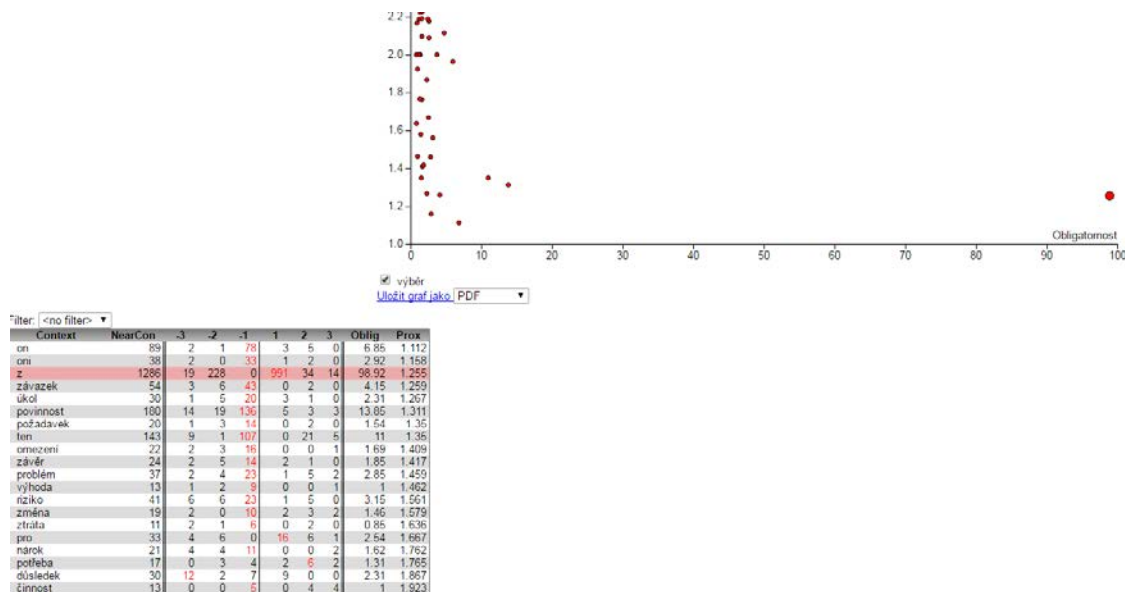 2.2
2.0
1.8
1.6
1.4
1.2
1.0
Obligatornost
0 10 20 30 40 50 60 70 80 90 100
výběr
Uložit graf jako PDF
Filter: <no filter>
Context NearCon -3 -2 -1 1 2 3 Oblig Prox
on 89 2 1 78 3 5 0 6.85 1.112
oni 38 2 0 33 1 2 0 2.92 1.158
z 1286 19 228 0 991 34 14 98.92 1.255
závazek 54 3 6 43 0 2 0 4.15 1.259
úkol 30 1 5 20 3 1 0 2.31 1.267
povinnost 180 14 19 136 5 3 3 13.85 1.311
požadavek 20 1 3 14 0 2 0 1.54 1.35
ten 143 9 1 107 0 21 5 11 1.35
omezení 22 2 3 16 0 0 1 1.69 1.409
závěr 24 2 5 14 2 1 0 1.85 1.417
problém 37 2 4 23 1 5 2 2.85 1.459
výhoda 13 1 2 9 0 0 1 1 1.462
riziko 41 6 6 23 1 5 0 3.15 1.561
změna 19 2 0 10 2 3 2 1.46 1.579
ztráta 11 2 1 6 0 2 0 0.85 1.636
pro 33 4 6 0 16 6 1 2.54 1.667
nárok 21 4 4 11 0 0 2 1.62 1.762
potřeba 17 0 3 4 2 6 2 1.31 1.765
důsledek 30 12 2 7 9 0 0 2.31 1.867
činnost 13 0 0 5 0 4 4 1 1.923